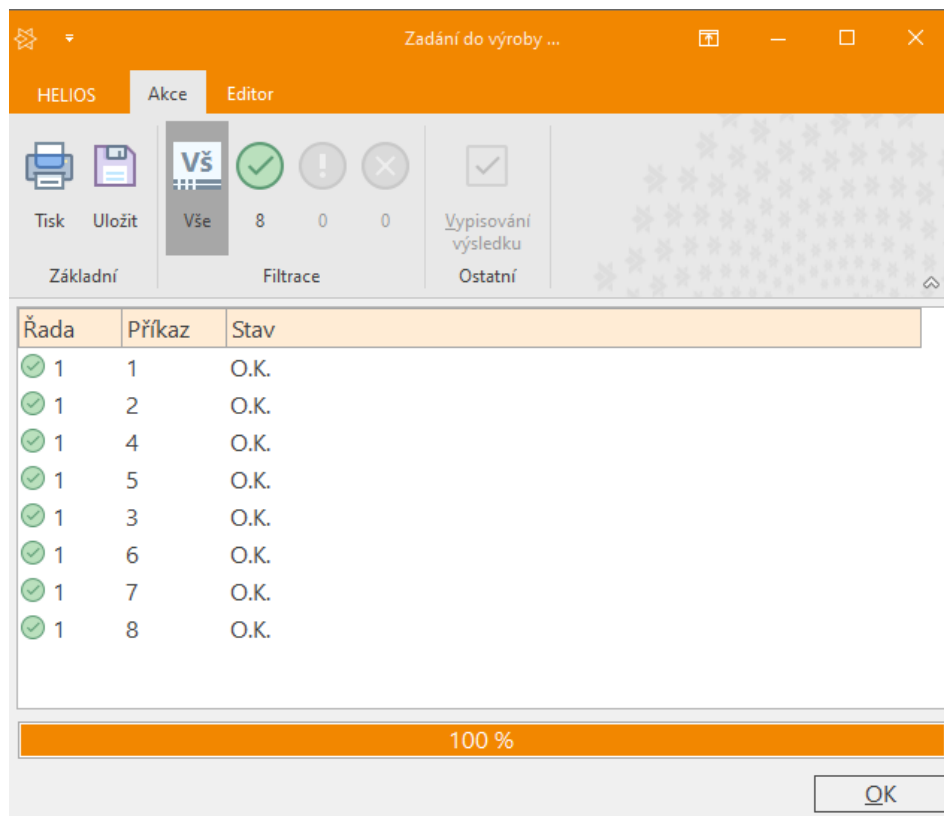 Zadání do výroby ...
HELIOS Akce Editor
Vš
Tisk Uložit Vše 8 0 0 Vypisování výsledku
Základní Filtrace Ostatní
Řada Příkaz Stav
1 1 O.K.
1 2 O.K.
1 4 O.K.
1 5 O.K.
1 3 O.K.
1 6 O.K.
1 7 O.K.
1 8 O.K.
100 %
OK